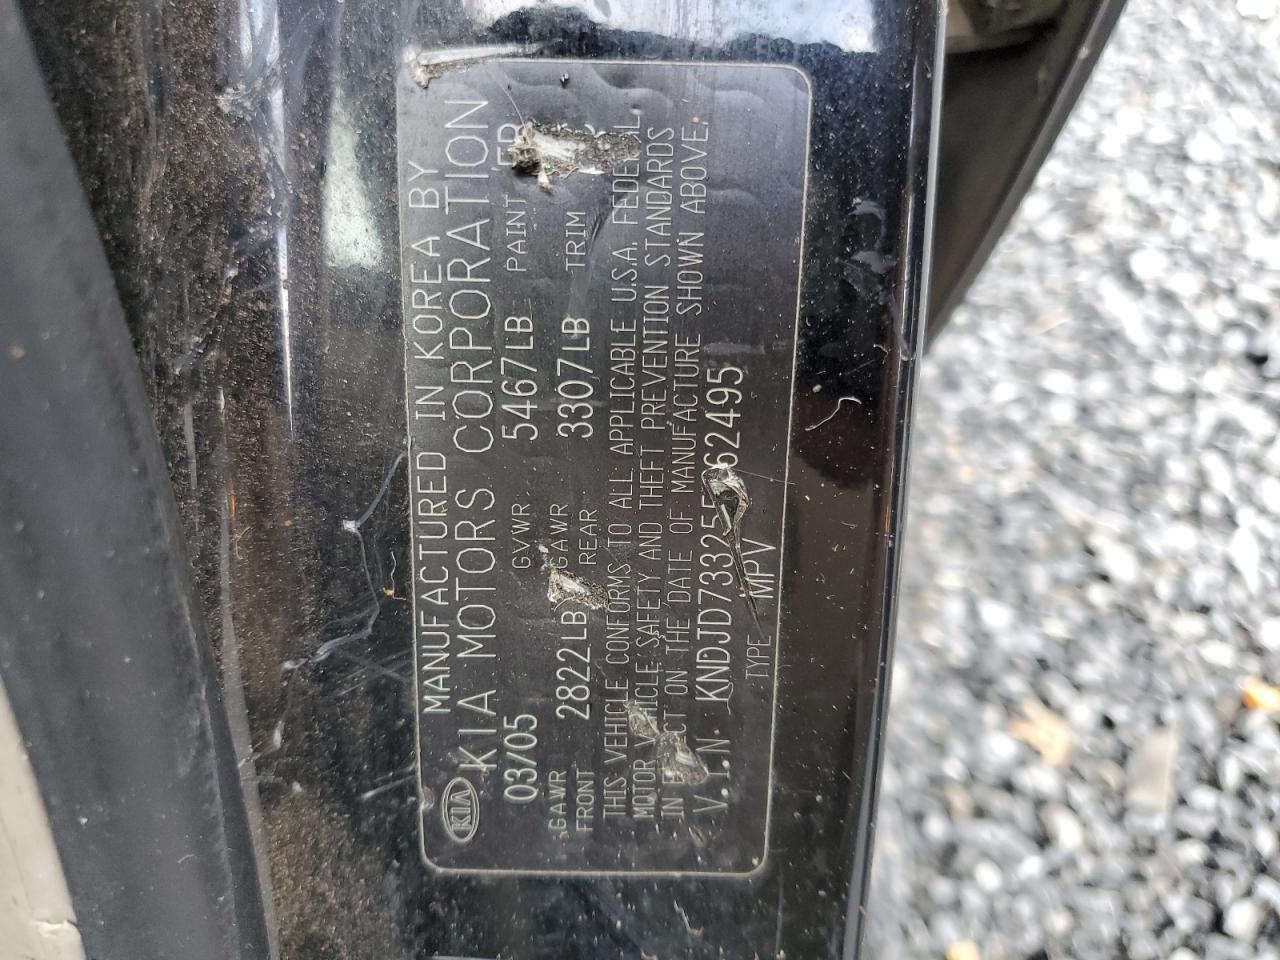 MANUFACTURED IN KOREA BY
KIA KIA MOTORS CORPORATION
03/05 GVWR 5467LB PAINT
GAWR FRONT 2822LB GAWR REAR 3307LB TRIM
THIS VEHICLE CONFORMS TO ALL APPLICABLE U.S.A. FEDERAL
MOTOR VEHICLE SAFETY AND THEFT PREVENTION STANDARDS
IN EFFECT ON THE DATE OF MANUFACTURE SHOWN ABOVE.
V.I.N
TYPE MPV